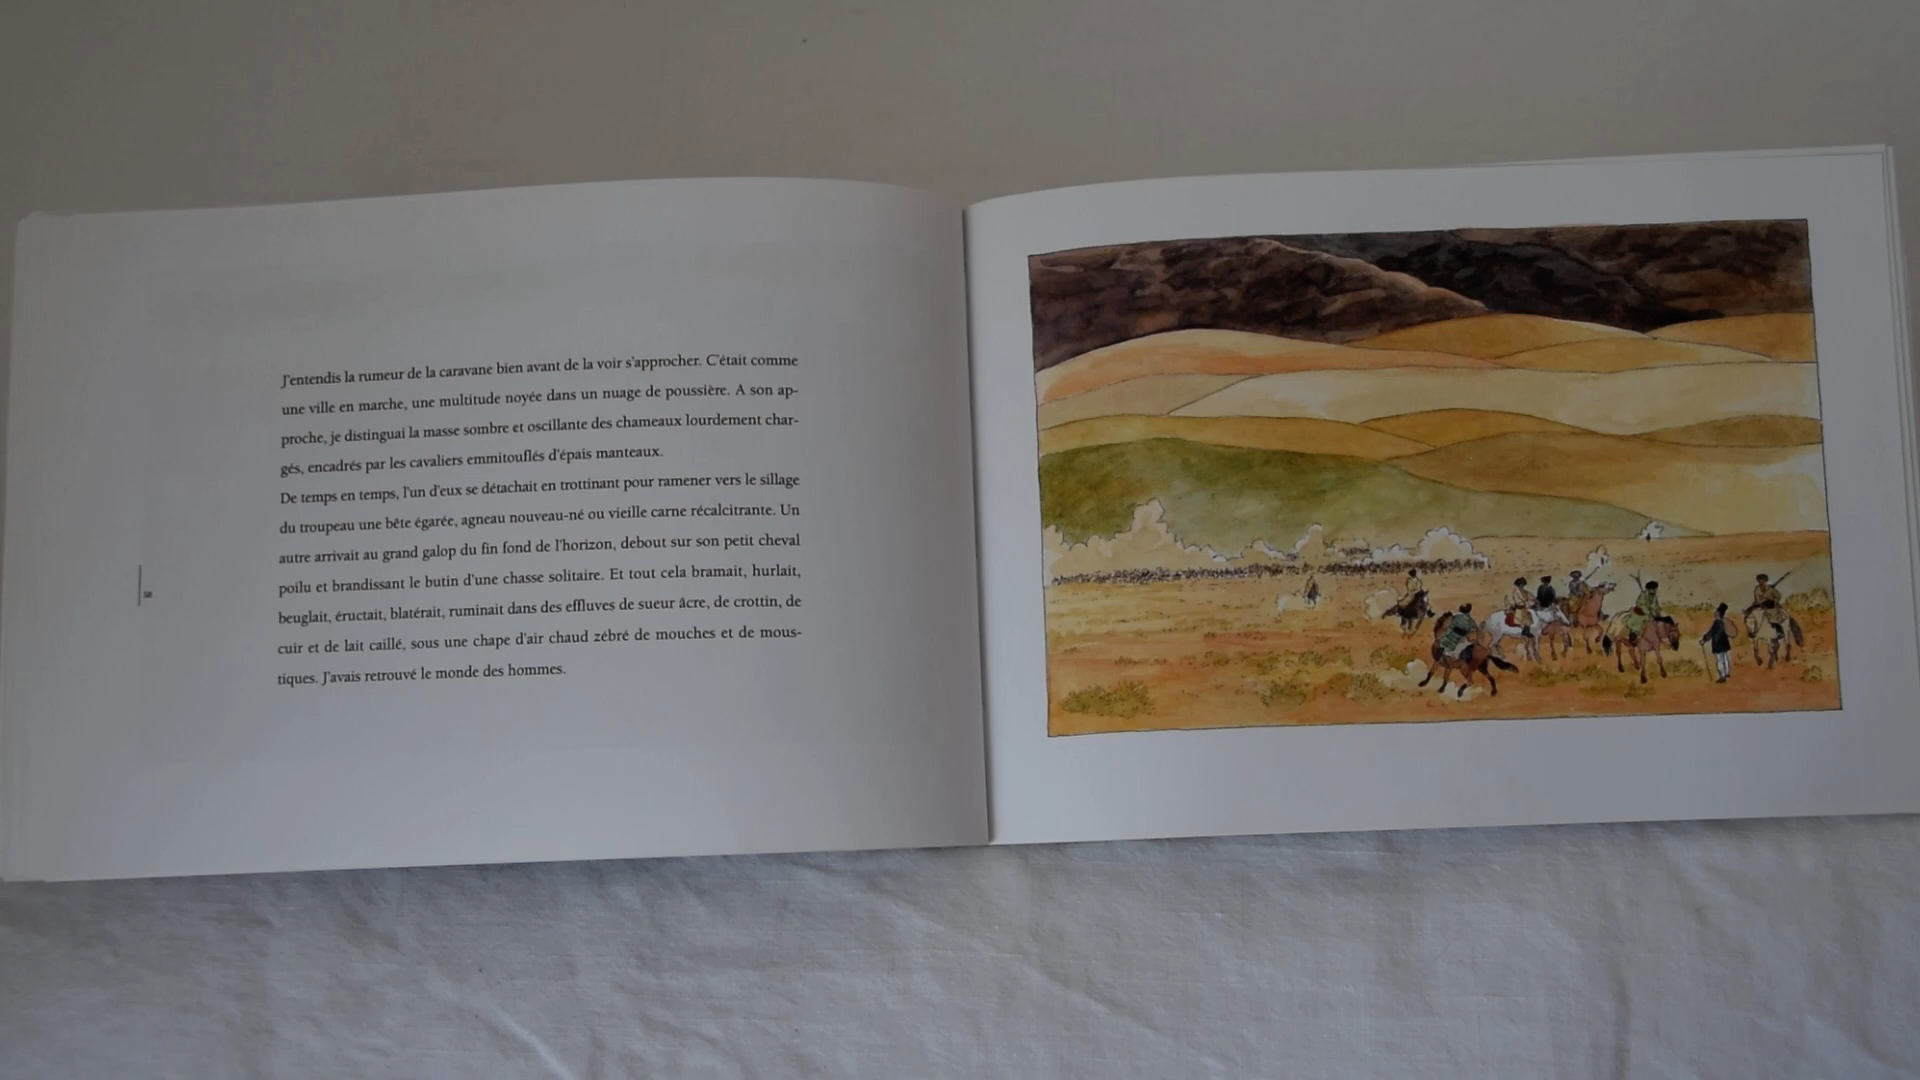 J'entendis la rumeur de la caravane bien avant de la voir s'approcher. C'était comme
une ville en marche, une multitude noyée dans un nuage de poussière. A son ap-
proche, je distinguai la masse sombre et oscillante des chameaux lourdement char-
gés, encadrés par les cavaliers emmitouflés d'épais manteaux.
De temps en temps, l'un d'eux se détachait en trottinant pour ramener vers le sillage
du troupeau une bête égarée, agneau nouveau-né ou vieille carne récalcitrante. Un
autre arrivait au grand galop du fin fond de l'horizon, debout sur son petit cheval
poilu et brandissant le butin d'une chasse solitaire. Et tout cela bramait, hurlait,
beuglait, éructait, blatérait, ruminait dans des effluves de sueur âcre, de crottin, de
cuir et de lait caillé, sous une chape d'air chaud zébré de mouches et de mous-
tiques. J'avais retrouvé le monde des hommes.